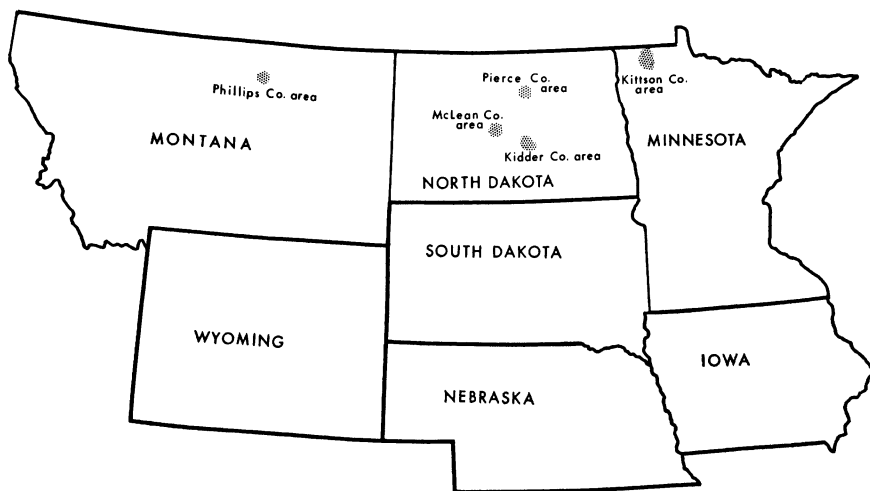 Phillips Co. area
Pierce Co.
area
Kittson Co.
area
McLean Co.
area
Kidder Co. area
MONTANA
NORTH DAKOTA
MINNESOTA
SOUTH DAKOTA
WYOMING
NEBRASKA
IOWA